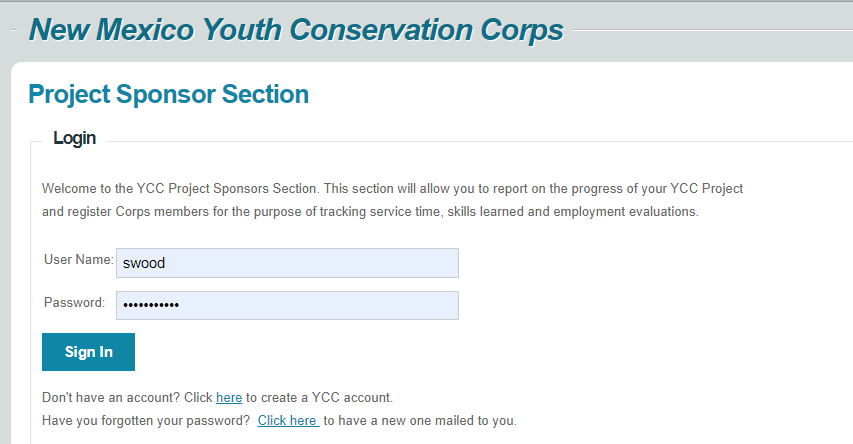 New Mexico Youth Conservation Corps
Project Sponsor Section
Login
Welcome to the YCC Project Sponsors Section. This section will allow you to report on the progress of your YCC Project
and register Corps members for the purpose of tracking service time, skills learned and employment evaluations.
User Name: swood
Password: •••••••••••
Sign In
Don't have an account? Click here to create a YCC account.
Have you forgotten your password? Click here to have a new one mailed to you.